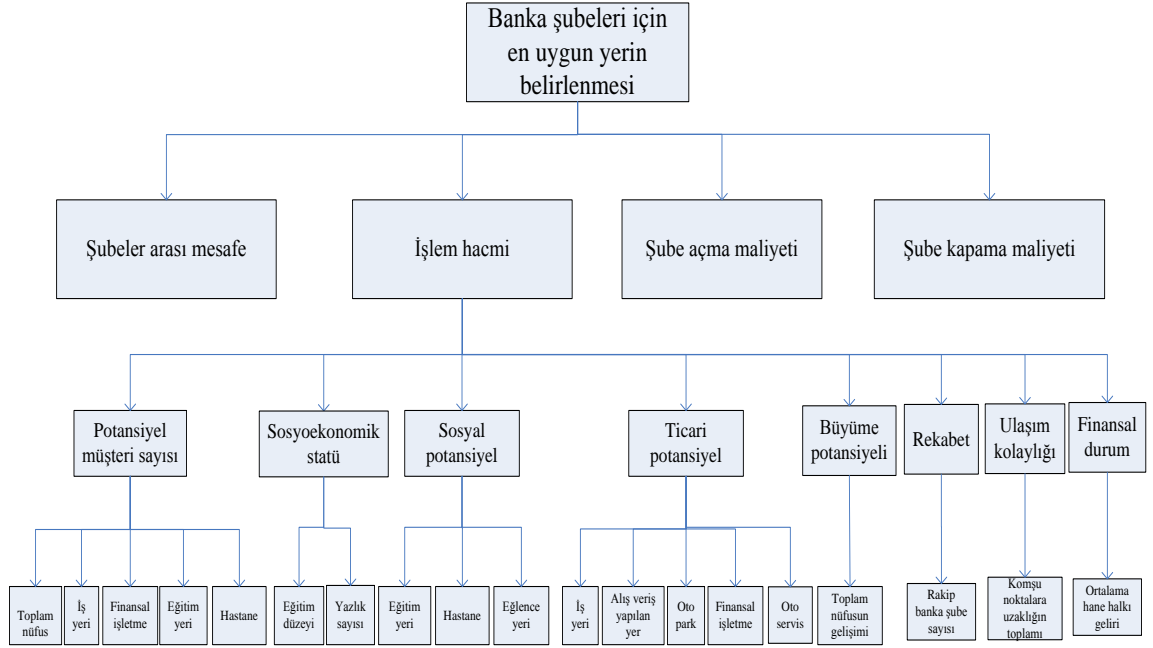 Banka şubeleri için
en uygun yerin
belirlenmesi
Şubeler arası mesafe
İşlem hacmi
Şube açma maliyeti
Şube kapama maliyeti
Potansiyel
müşteri sayısı
Sosyoekonomik
statü
Sosyal
potansiyel
Ticari
potansiyel
Büyüme
potansiyeli
Rekabet
Ulaşım
kolaylığı
Finansal
durum
Toplam
nüfus
İş
yeri
Finansal
işletme
Eğitim
yeri
Hastane
Eğitim
düzeyi
Yazlık
sayısı
Eğitim
yeri
Hastane
Eğlence
yeri
İş
yeri
Alış veriş
yapılan
yer
Oto
park
Finansal
işletme
Oto
servis
Toplam
nüfusun
gelişimi
Rakip
banka şube
sayısı
Komşu
noktalara
uzaklığın
toplamı
Ortalama
hane halkı
geliri